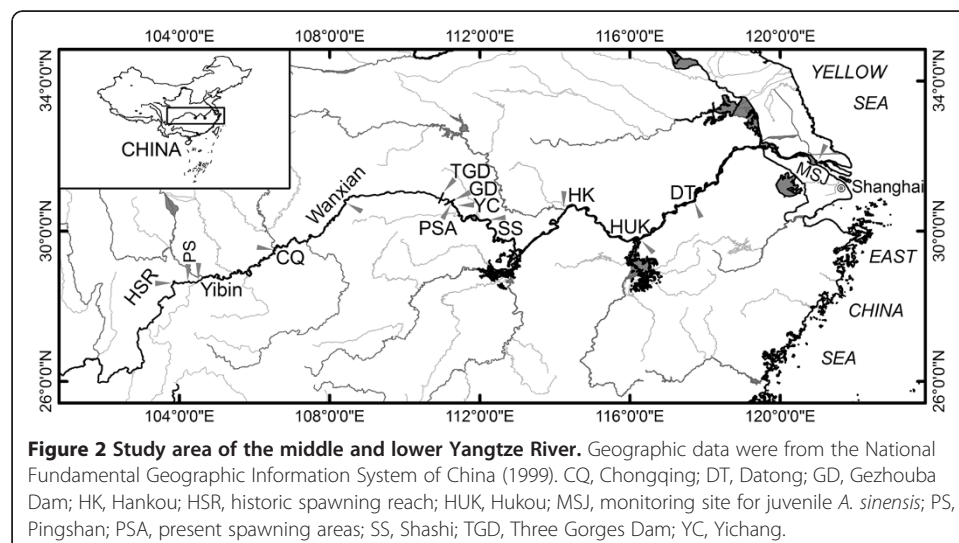 104°0'0"E 108°0'0"E 112°0'0"E 116°0'0"E 120°0'0"E
34°0'0"N
34°0'0"N
YELLOW
SEA
CHINA
TGD
GD
YC
MSJ
Wanxian
HK
DT
Shanghai
PSA
SS
HUK
30°0'0"N
30°0'0"N
PS
CQ
EAST
HSR
Yibin
CHINA
SEA
26°0'0"N
26°0'0"N
104°0'0"E 108°0'0"E 112°0'0"E 116°0'0"E 120°0'0"E
Figure 2 Study area of the middle and lower Yangtze River. Geographic data were from the National
Fundamental Geographic Information System of China (1999). CQ, Chongqing; DT, Datong; GD, Gezhouba
Dam; HK, Hankou; HSR, historic spawning reach; HUK, Hukou; MSJ, monitoring site for juvenile A. sinensis; PS,
Pingshan; PSA, present spawning areas; SS, Shashi; TGD, Three Gorges Dam; YC, Yichang.